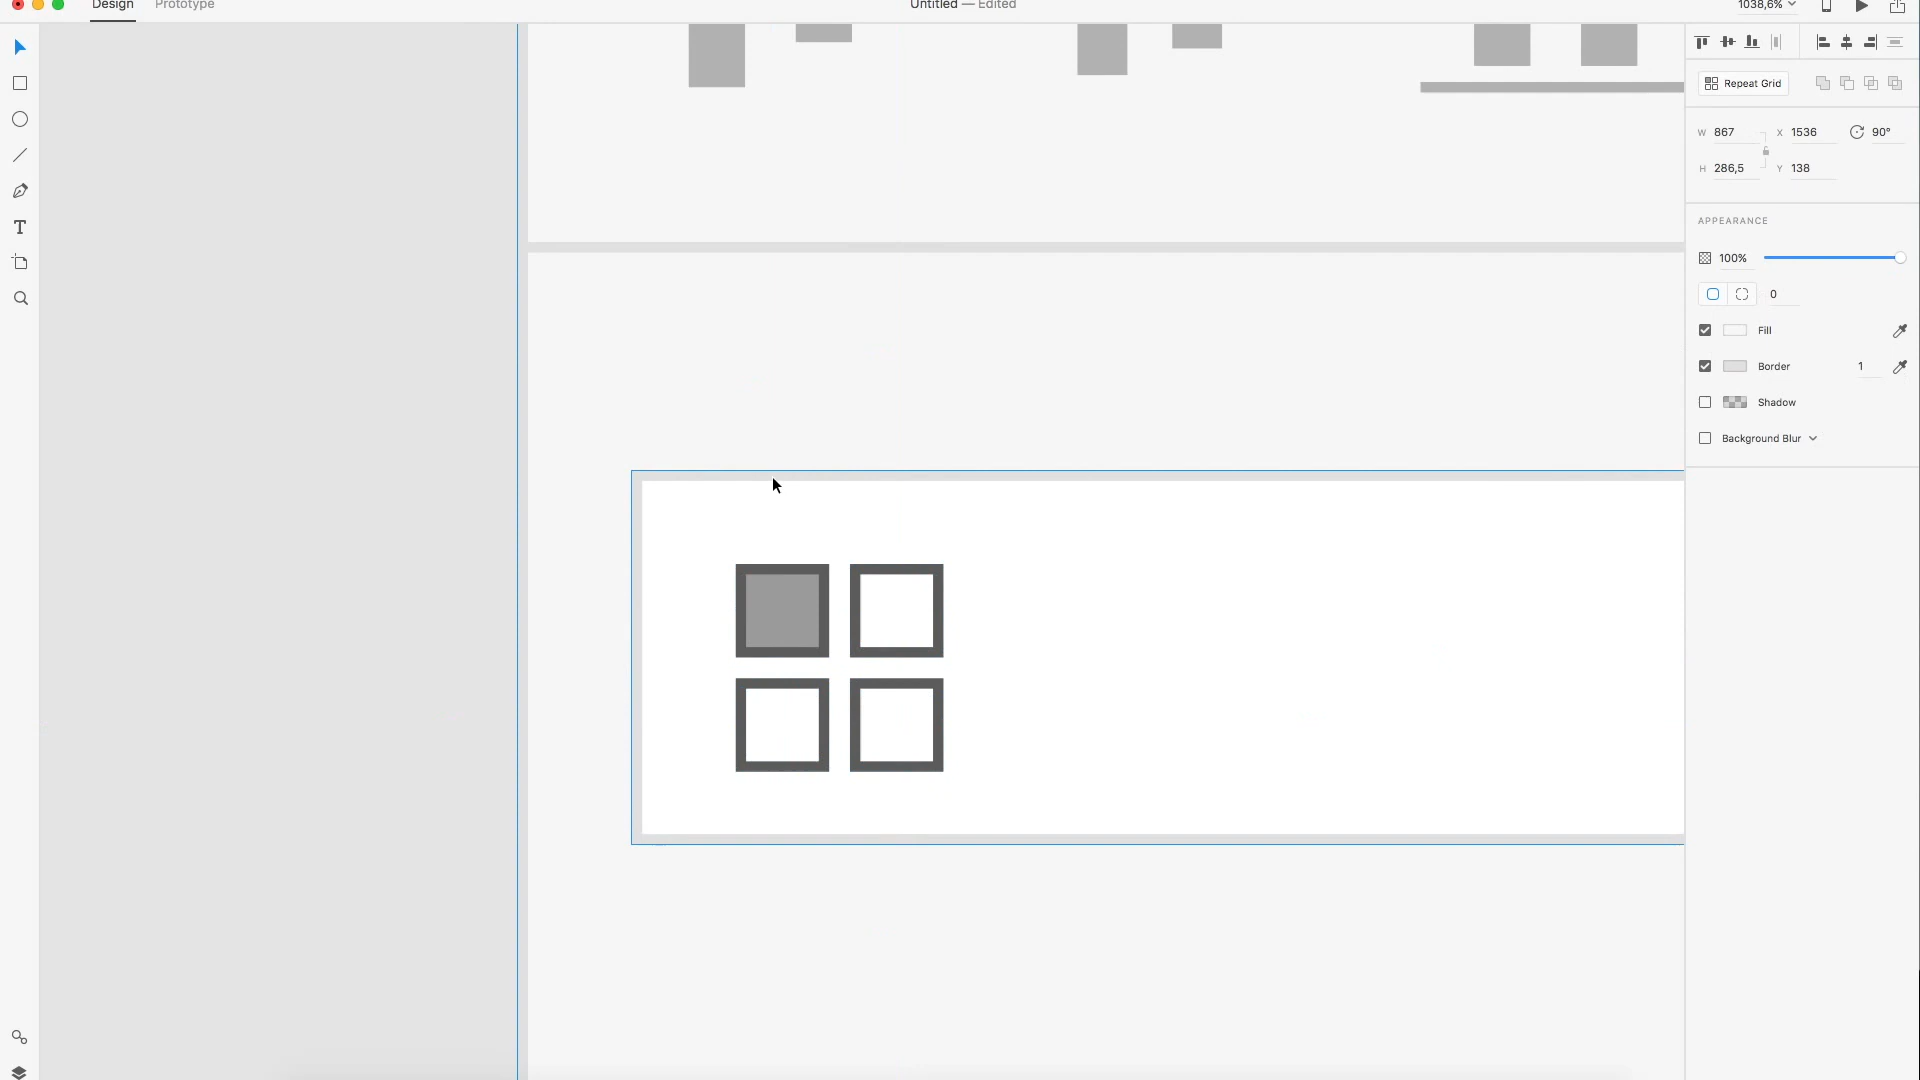 Design Prototype Untitled — Edited 1038,6%
Repeat Grid
W 867 X 1536 90°
H 286,5 Y 138
APPEARANCE
100%
0
Fill
Border 1
Shadow
Background Blur